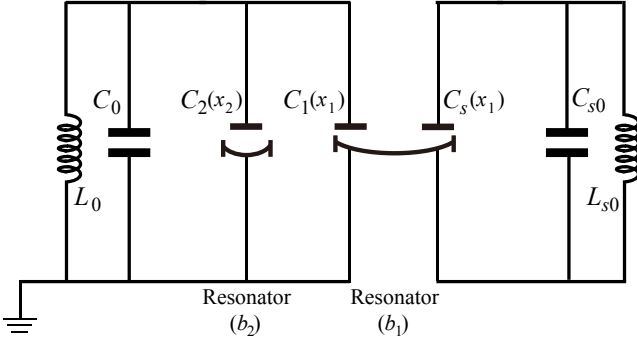 C₀ C₂(x₂) C₁(x₁) Cₛ(x₁) Cₛ₀
L₀ Lₛ₀
Resonator Resonator
(b₂) (b₁)